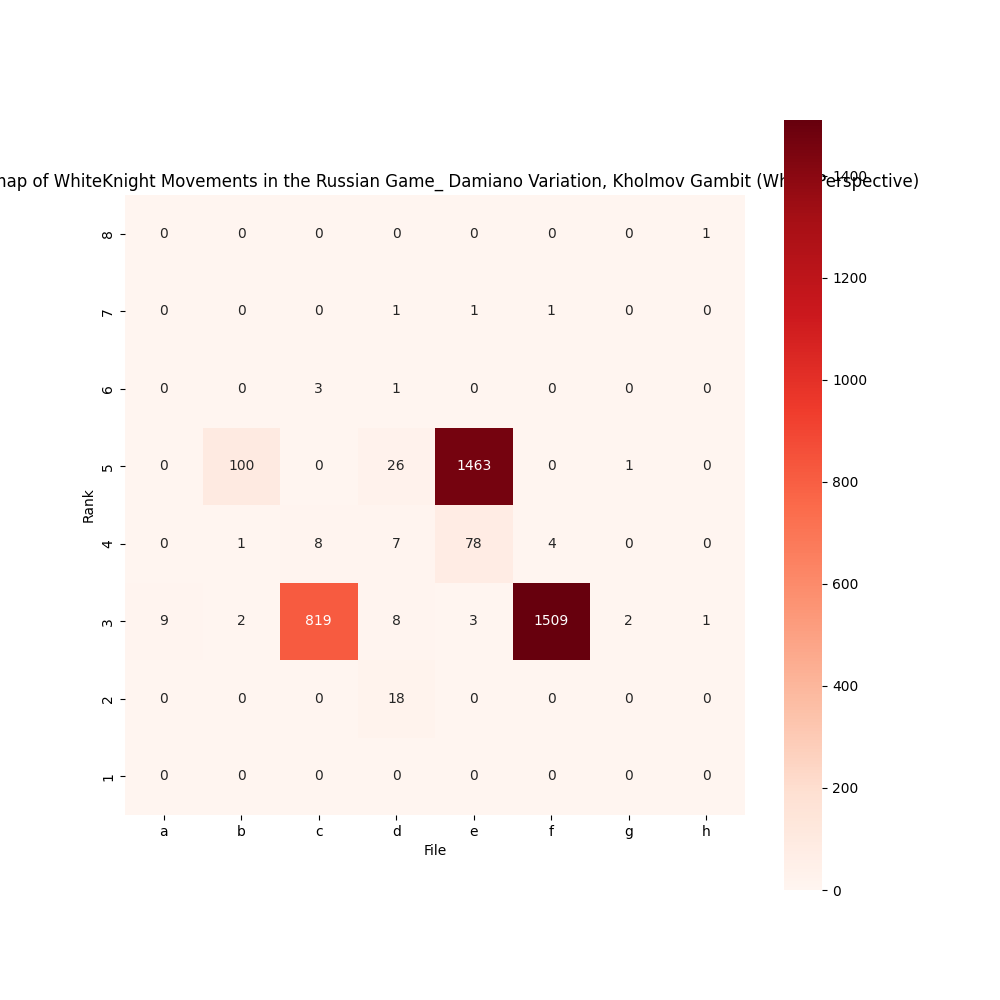 map of WhiteKnight Movements in the Russian Game_ Damiano Variation, Kholmov Gambit (Wh Perspective)
1400
8 0 0 0 0 0 0 0 1
1200
7 0 0 0 1 1 1 0 0
1000
6 0 0 3 1 0 0 0 0
5 0 100 0 26 1463 0 1 0
800
Rank
4 0 1 8 7 78 4 0 0
600
3 9 2 819 8 3 1509 2 1
400
2 0 0 0 18 0 0 0 0
1 0 0 0 0 0 0 0 0
200
a b c d e f g h
File
0